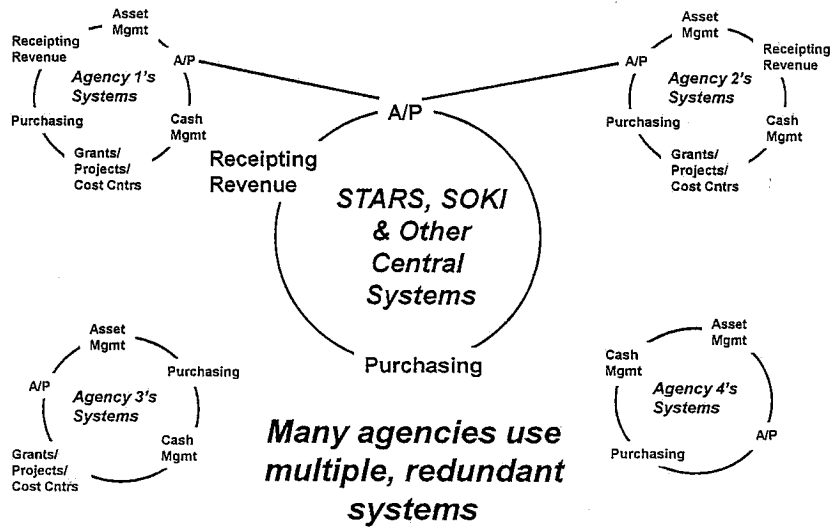 Asset
Mgmt
Receipting
Revenue
A/P
Agency 1's
Systems
Purchasing
Cash
Mgmt
Grants/
Projects/
Cost Cntrs
Asset
Mgmt
Receipting
Revenue
A/P
Agency 2's
Systems
Purchasing
Cash
Mgmt
Grants/
Projects/
Cost Cntrs
A/P
Receipting
Revenue
STARS, SOKI
& Other
Central
Systems
Purchasing
Asset
Mgmt
Purchasing
A/P
Agency 3's
Systems
Cash
Mgmt
Grants/
Projects/
Cost Cntrs
Asset
Mgmt
Cash
Mgmt
Agency 4's
Systems
A/P
Purchasing
Many agencies use
multiple, redundant
systems